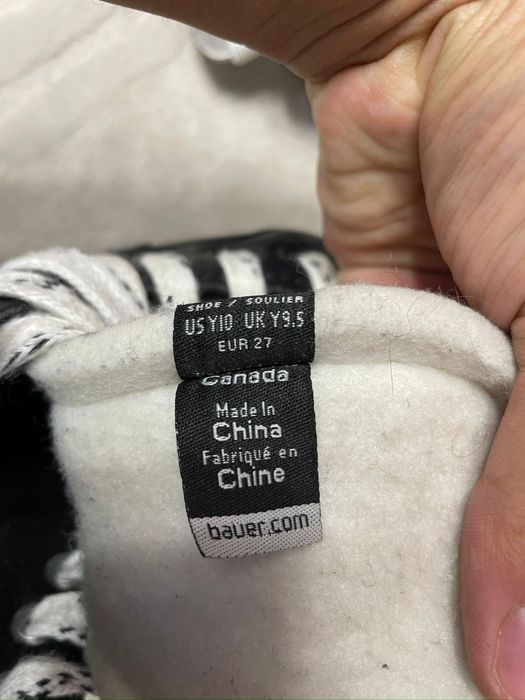 SHOE / SOULIER
US Y10 UK Y9.5
EUR 27
Canada
Made In
China
Fabriqué en
Chine
bauer.com